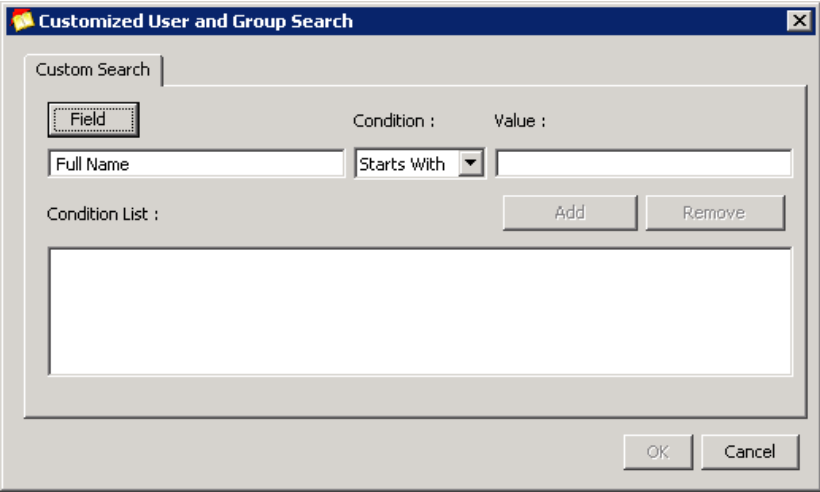 Customized User and Group Search
Custom Search
Field Condition : Value :
Full Name Starts With
Condition List : Add Remove
OK Cancel